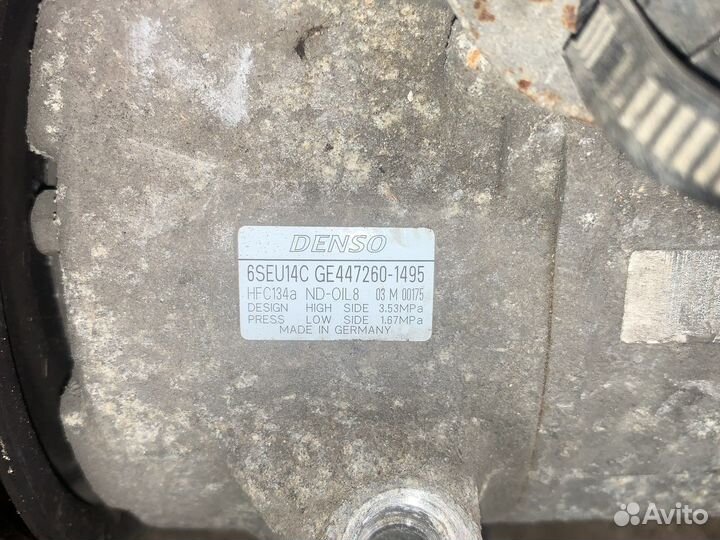 DENSO
6SEU14C GE447260-1495
HFC134a ND-OIL8 03 M 00175
DESIGN HIGH SIDE 3.53MPa
PRESS LOW SIDE 1.67MPa
MADE IN GERMANY
Avito